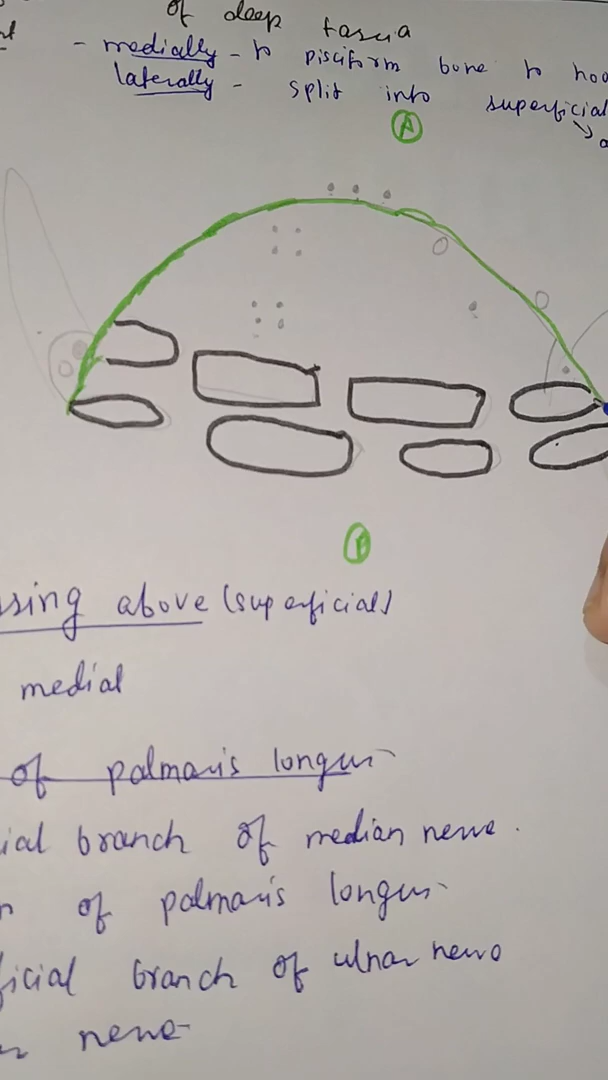 of deep fascia
- medially - to pisciform bone to hoo
laterally - split into superficial
A
sing above (superficial)
medial
of palmaris longus
ial branch of median nerve.
of palmaris longus
icial branch of ulnar nerve
nerve